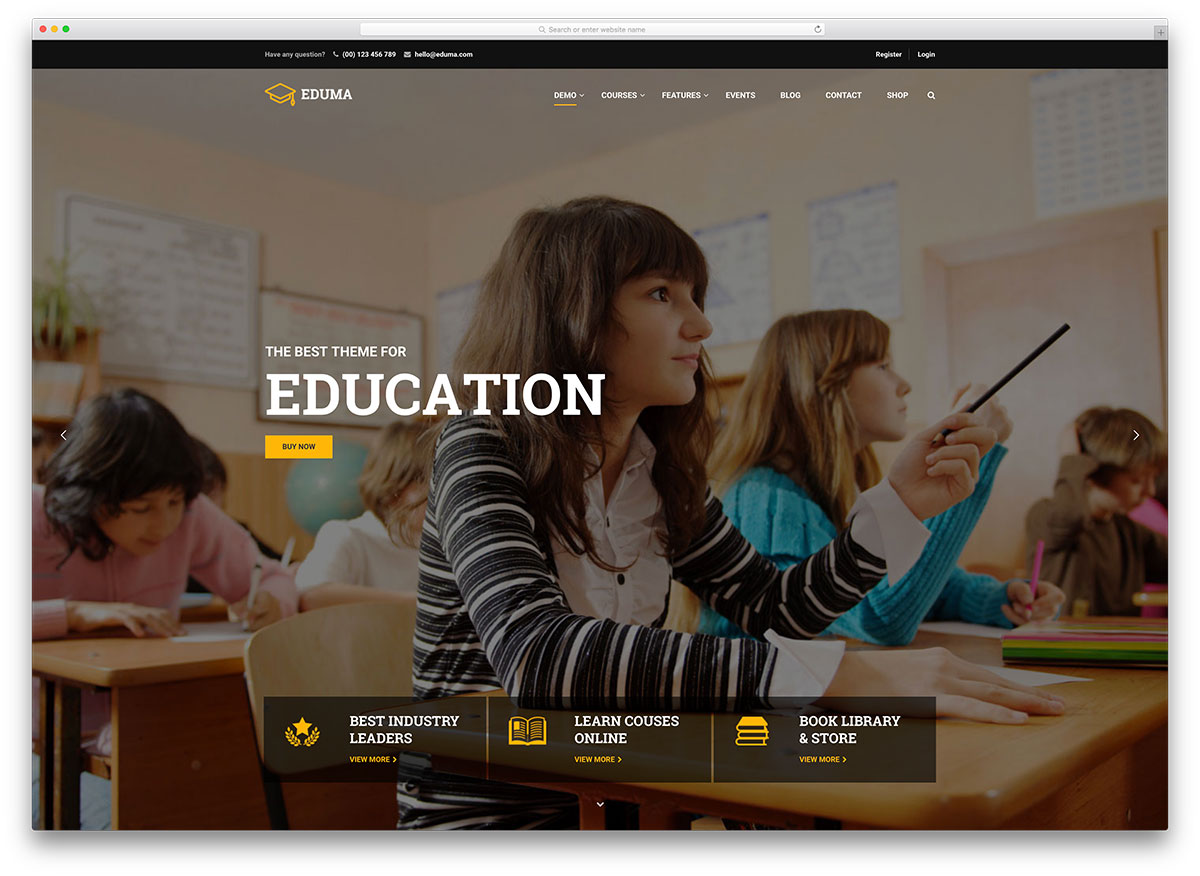 Search or enter website name
Have any question? (00) 123 456 789 hello@eduma.com Register Login
EDUMA DEMO COURSES FEATURES EVENTS BLOG CONTACT SHOP
THE BEST THEME FOR
EDUCATION
BUY NOW
BEST INDUSTRY
LEADERS
VIEW MORE
LEARN COUSES
ONLINE
VIEW MORE
BOOK LIBRARY
& STORE
VIEW MORE